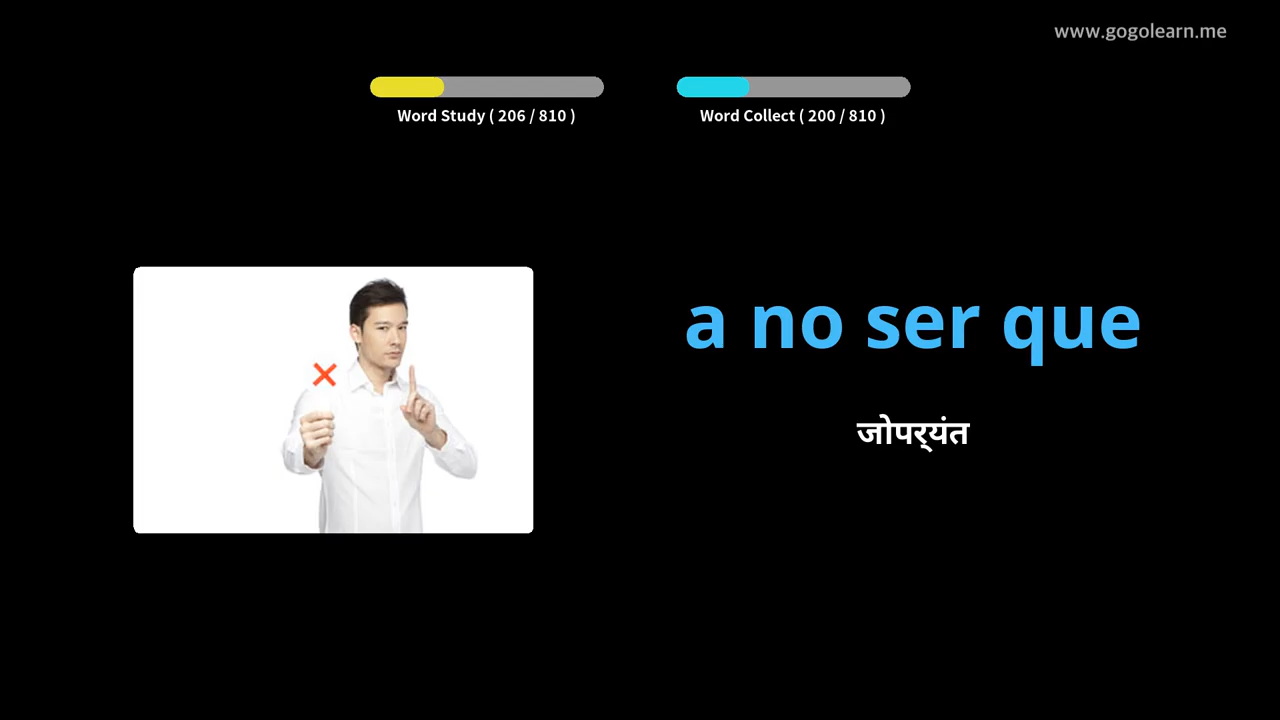 www.gogolearn.me
Word Study ( 206 / 810 )
Word Collect ( 200 / 810 )
a no ser que
जोपर्यंत